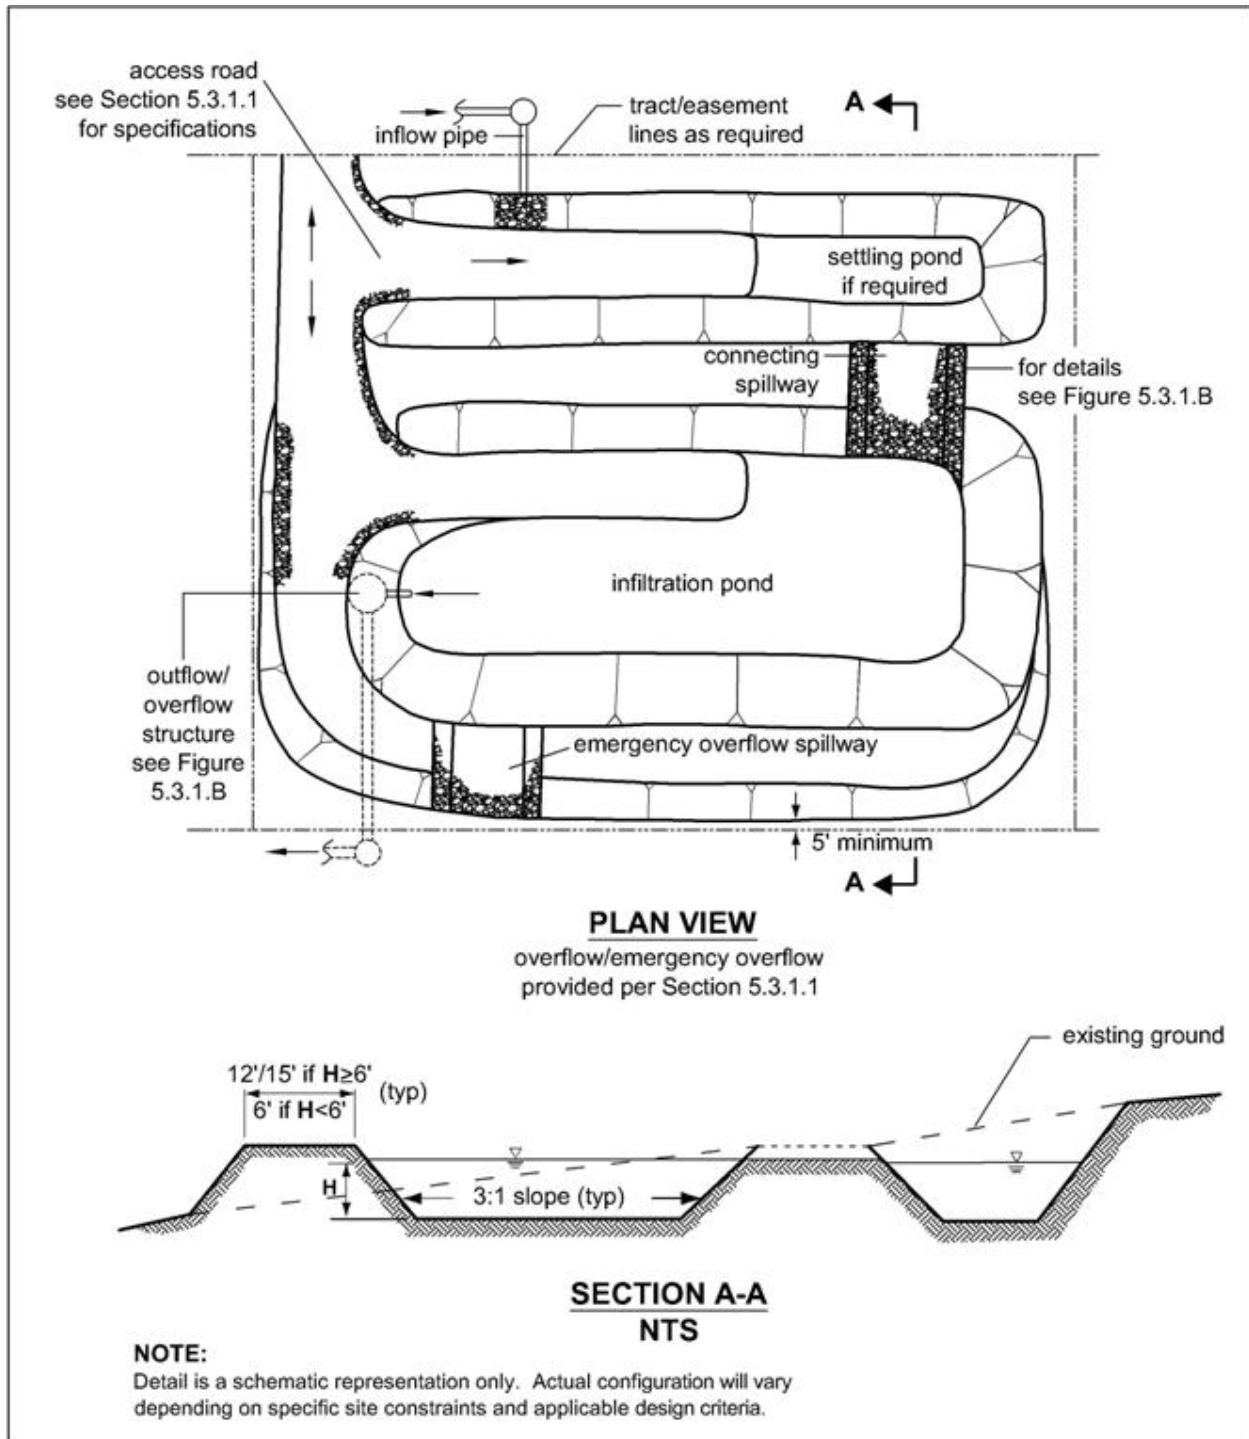 access road
see Section 5.3.1.1
for specifications
inflow pipe
tract/easement
lines as required
A
settling pond
if required
connecting
spillway
for details
see Figure 5.3.1.B
infiltration pond
outflow/
overflow
structure
see Figure
5.3.1.B
emergency overflow spillway
5' minimum
A
PLAN VIEW
overflow/emergency overflow
provided per Section 5.3.1.1
existing ground
12'/15' if H≥6'
6' if H<6'
(typ)
H
3:1 slope (typ)
SECTION A-A
NTS
NOTE:
Detail is a schematic representation only. Actual configuration will vary
depending on specific site constraints and applicable design criteria.